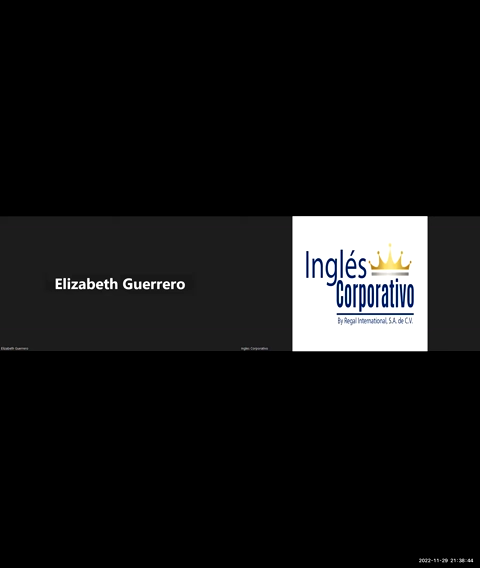 Inglés
Corporativo
By Regal International, S.A. de C.V.
Elizabeth Guerrero
Elizabeth Guerrero
Inglés Corporativo
2022-11-29 21:38:44